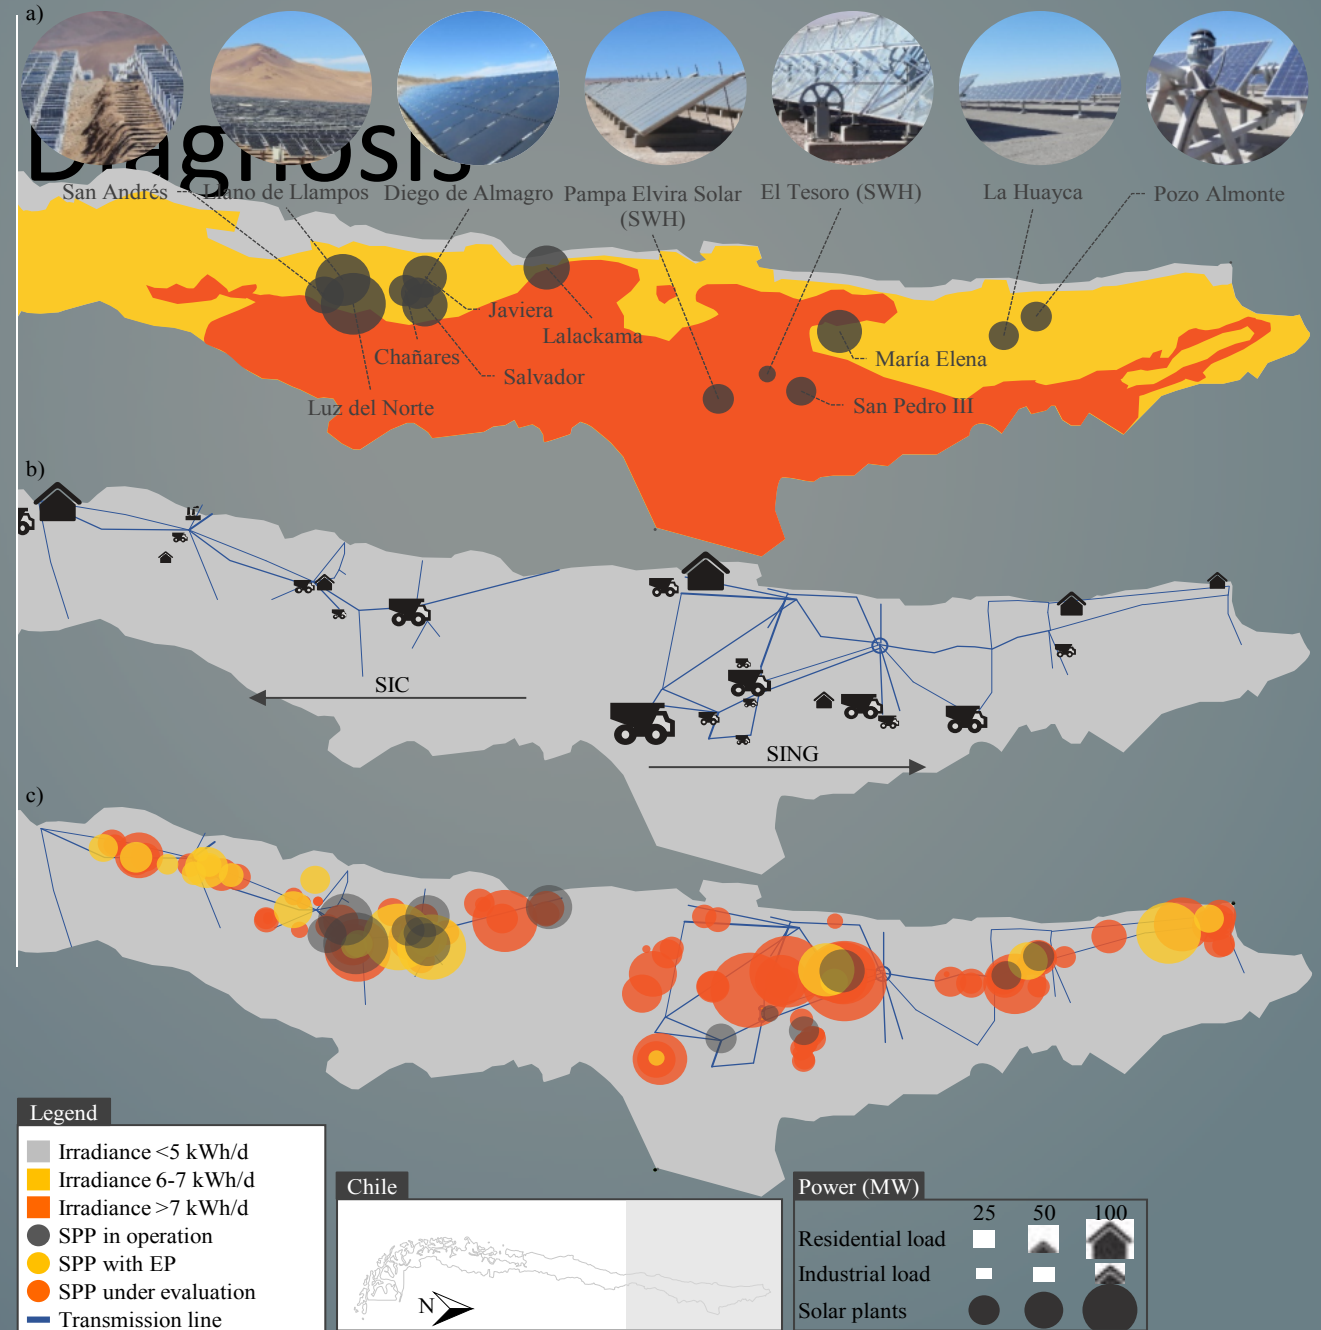 a)
Diagnosis
San Andrés
Llano de Llampos
Diego de Almagro
Pampa Elvira Solar
(SWH)
El Tesoro (SWH)
La Huayca
Pozo Almonte
Javiera
Lalackama
Chañares
Salvador
Luz del Norte
María Elena
San Pedro III
b)
SIC
SING
c)
Legend
Irradiance <5 kWh/d
Irradiance 6-7 kWh/d
Irradiance >7 kWh/d
SPP in operation
SPP with EP
SPP under evaluation
Transmission line
Chile
N
Power (MW)
25 50 100
Residential load
Industrial load
Solar plants